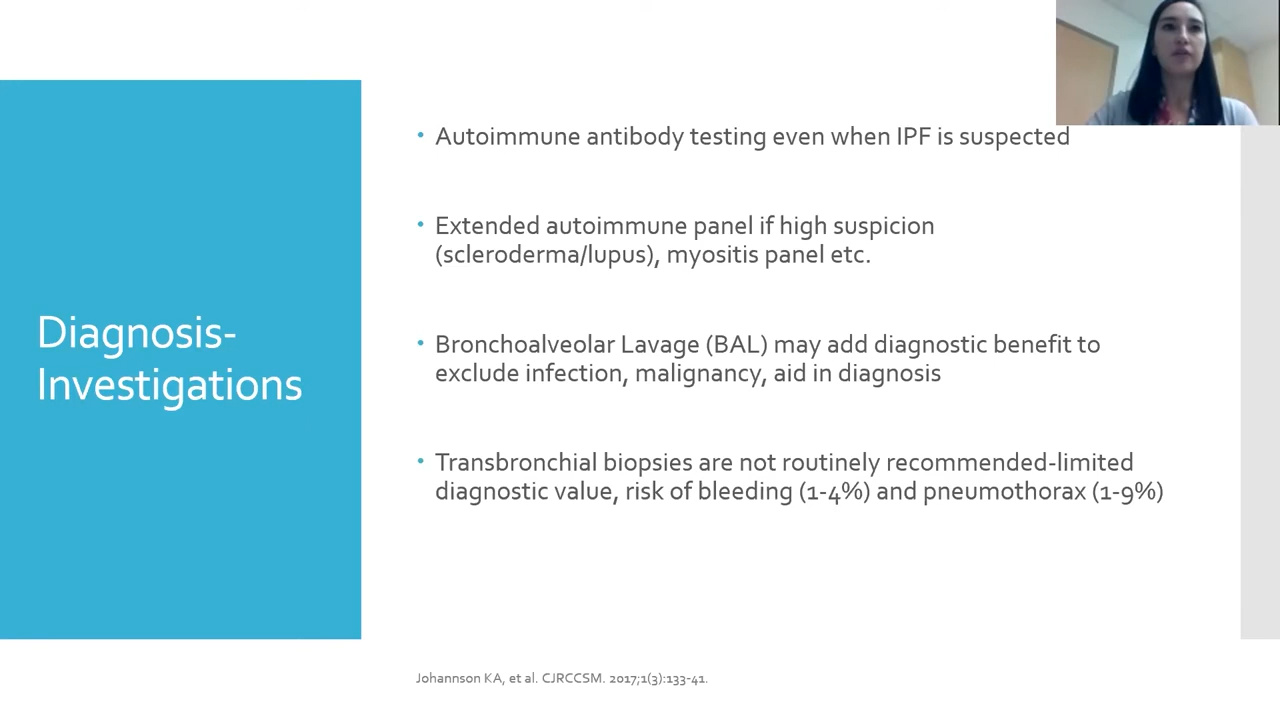 Diagnosis-
Investigations
• Autoimmune antibody testing even when IPF is suspected
• Extended autoimmune panel if high suspicion
(scleroderma/lupus), myositis panel etc.
• Bronchoalveolar Lavage (BAL) may add diagnostic benefit to
exclude infection, malignancy, aid in diagnosis
• Transbronchial biopsies are not routinely recommended-limited
diagnostic value, risk of bleeding (1-4%) and pneumothorax (1-9%)
Johannson KA, et al. CJRCCSM. 2017;1(3):133-41.